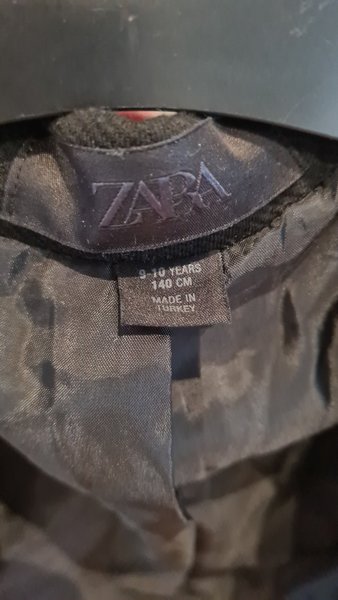 ZARA
9-10 YEARS
140 CM
MADE IN
TURKEY